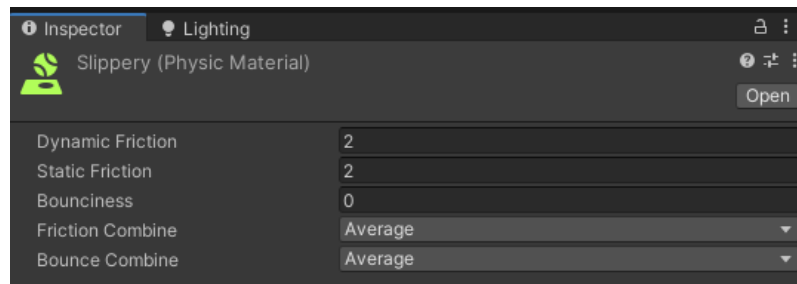 Inspector Lighting
Slippery (Physic Material)
Open
Dynamic Friction 2
Static Friction 2
Bounciness 0
Friction Combine Average
Bounce Combine Average